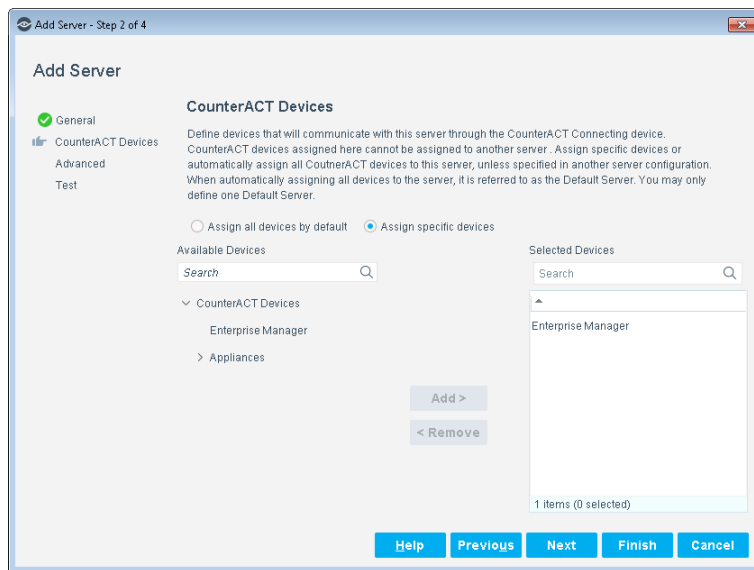 Add Server - Step 2 of 4
Add Server
General
CounterACT Devices
Advanced
Test
CounterACT Devices
Define devices that will communicate with this server through the CounterACT Connecting device.
CounterACT Devices assigned here cannot be assigned to another server . Assign specific devices or
automatically assign all CoutnerACT devices to this server, unless specified in another server configuration.
When automatically assigning all devices to the server, it is referred to as the Default Server. You may only
define one Default Server.
Assign all devices by default
Assign specific devices
Available Devices
Search
CounterACT Devices
Enterprise Manager
Appliances
Add >
< Remove
Selected Devices
Search
Enterprise Manager
1 items (0 selected)
Help
Previous
Next
Finish
Cancel